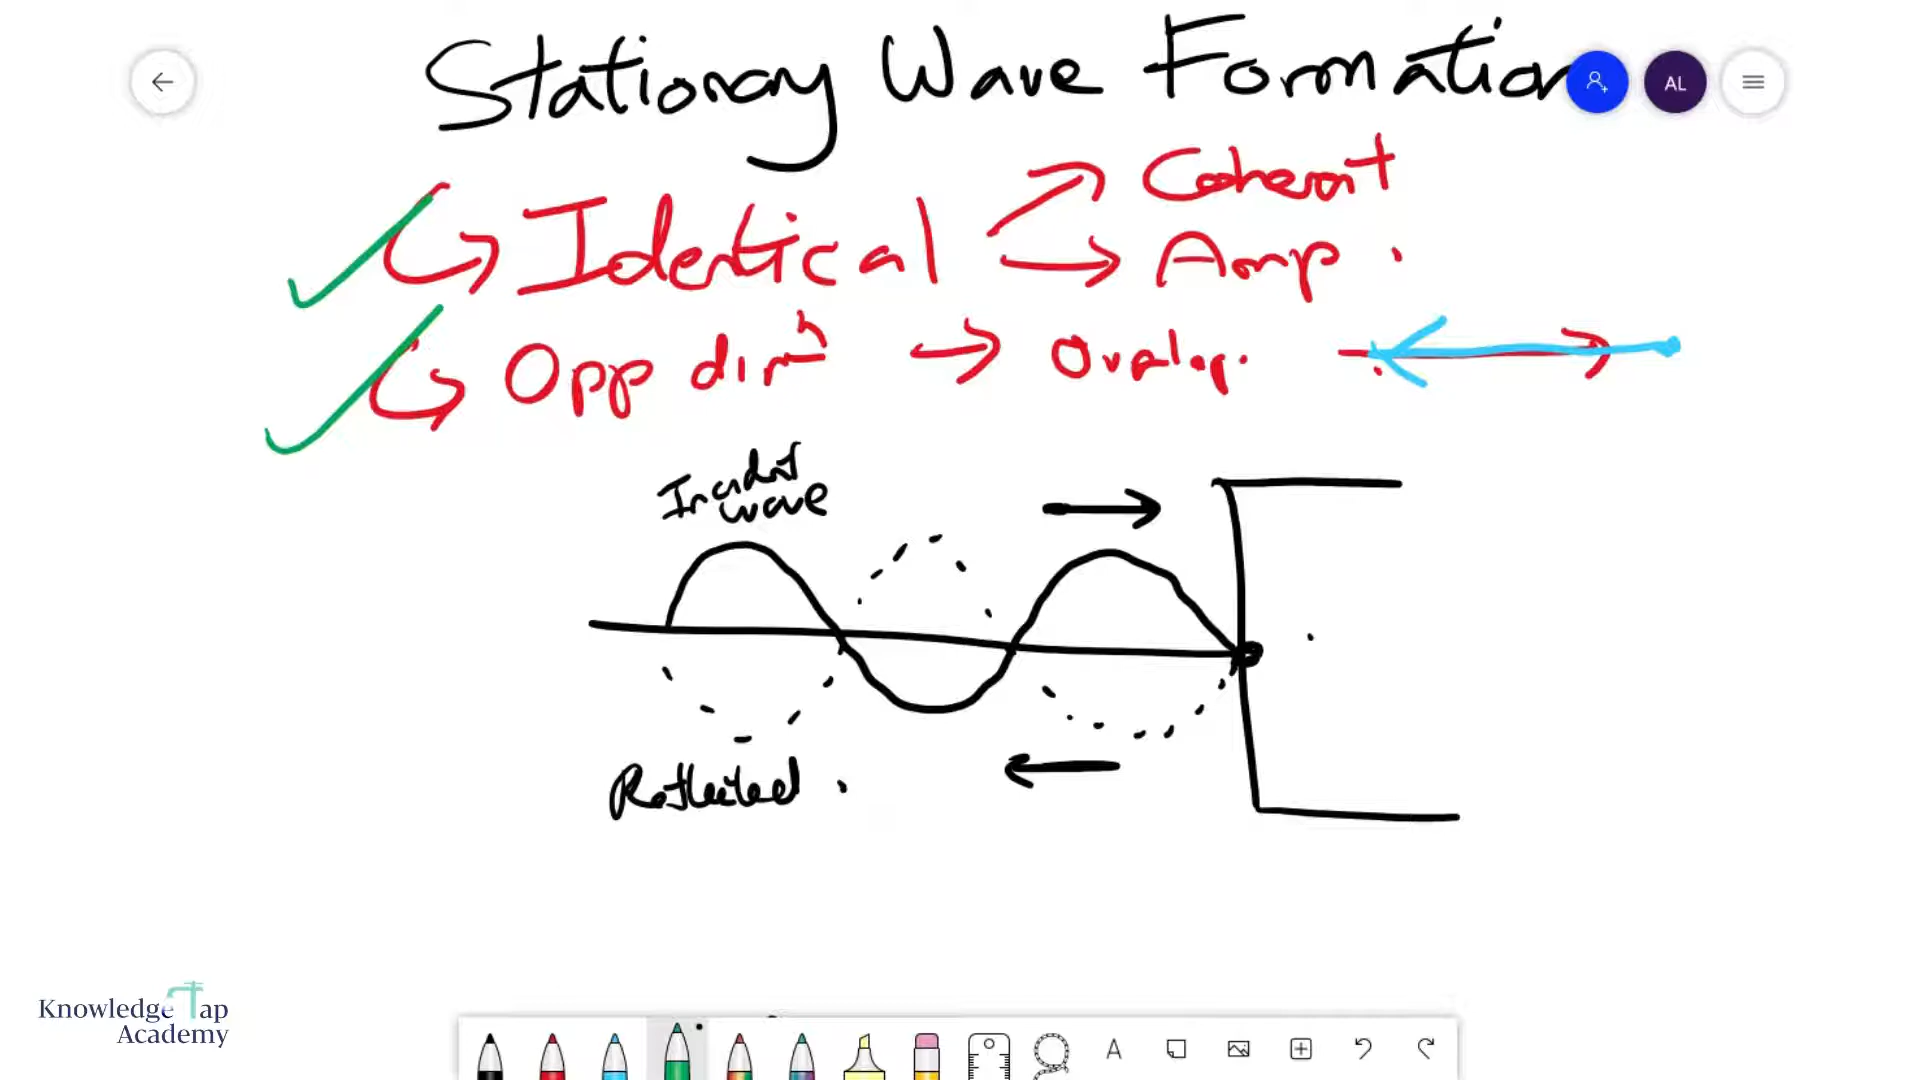 Stationary Wave Formation
AL
Coherent
Identical
Amp.
Opp dirn → Overlap.
Incident
wave
Reflected.
Knowledge Tap
Academy
A